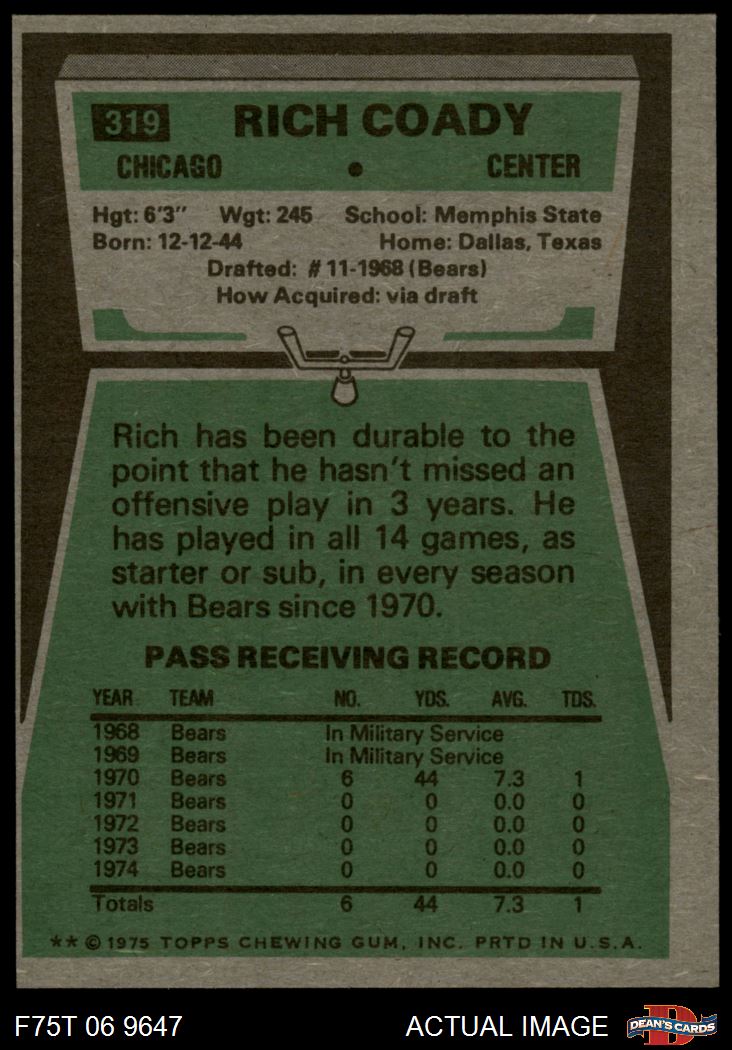 319 RICH COADY
CHICAGO • CENTER
Hgt: 6'3" Wgt: 245 School: Memphis State
Born: 12-12-44 Home: Dallas, Texas
Drafted: #11-1968 (Bears)
How Acquired: via draft
Rich has been durable to the
point that he hasn't missed an
offensive play in 3 years. He
has played in all 14 games, as
starter or sub, in every season
with Bears since 1970.
PASS RECEIVING RECORD
YEAR TEAM NO. YDS. AVG. TDS.
1968 Bears In Military Service
1969 Bears In Military Service
1970 Bears 6 44 7.3 1
1971 Bears 0 0 0.0 0
1972 Bears 0 0 0.0 0
1973 Bears 0 0 0.0 0
1974 Bears 0 0 0.0 0
Totals 6 44 7.3 1
** © 1975 TOPPS CHEWING GUM, INC. PRTD IN U.S.A.
F75T 06 9647 ACTUAL IMAGE D DEAN'S CARDS